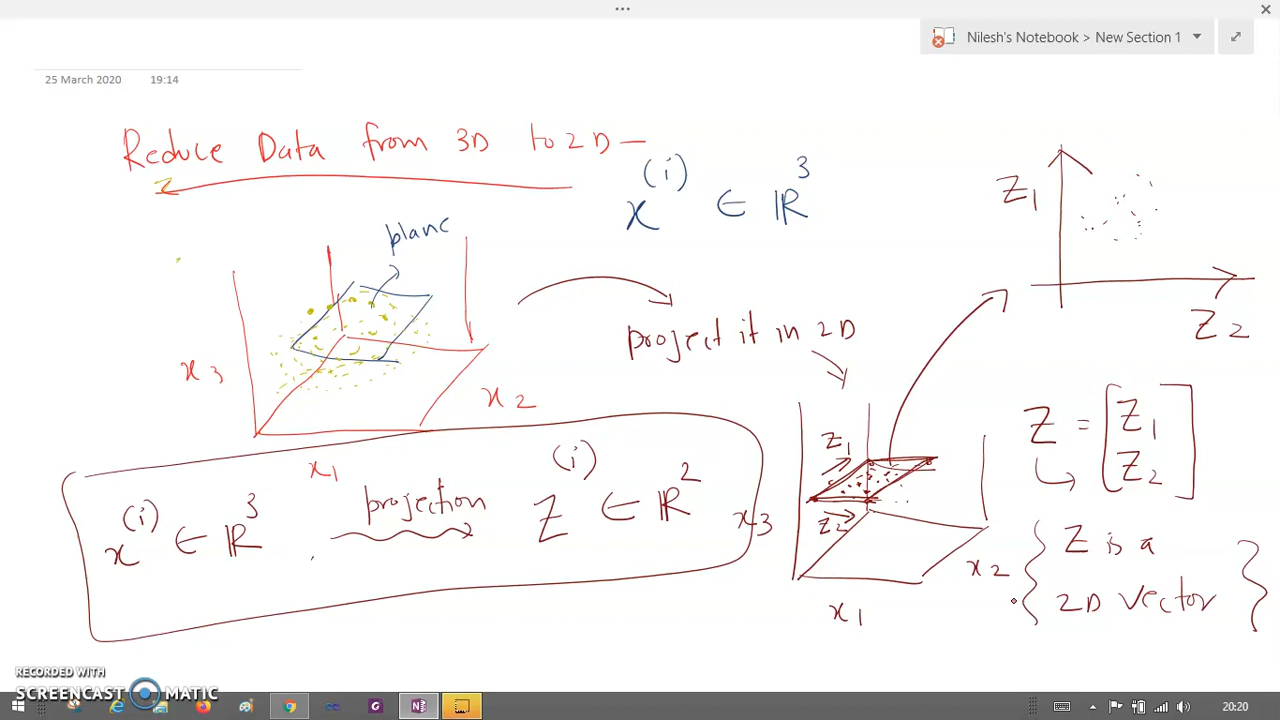 Nilesh's Notebook > New Section 1
25 March 2020 19:14
Reduce Data from 3D to 2D —
x^(i) ∈ ℝ^3
plane
x3
x2
x1
project it in 2D
Z1
Z2
Z1
Z2
x3
x2
x1
Z = [Z1
Z2]
{ Z is a
2D vector }
x^(i) ∈ ℝ^3 projection Z^(i) ∈ ℝ^2
RECORDED WITH
SCREENCAST MATIC
20:20